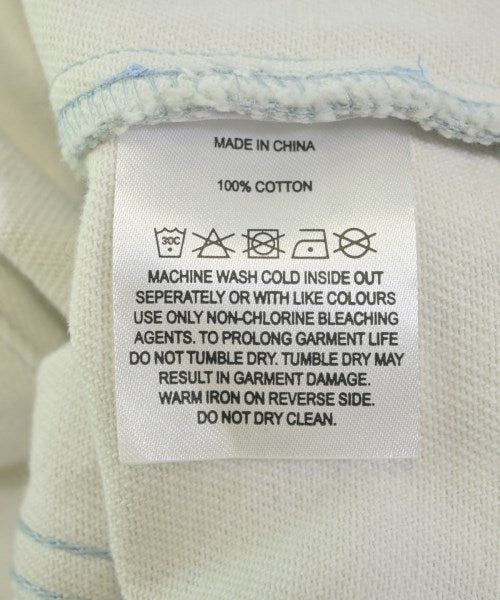 MADE IN CHINA
100% COTTON
30C
MACHINE WASH COLD INSIDE OUT
SEPERATELY OR WITH LIKE COLOURS
USE ONLY NON-CHLORINE BLEACHING
AGENTS. TO PROLONG GARMENT LIFE
DO NOT TUMBLE DRY. TUMBLE DRY MAY
RESULT IN GARMENT DAMAGE.
WARM IRON ON REVERSE SIDE.
DO NOT DRY CLEAN.